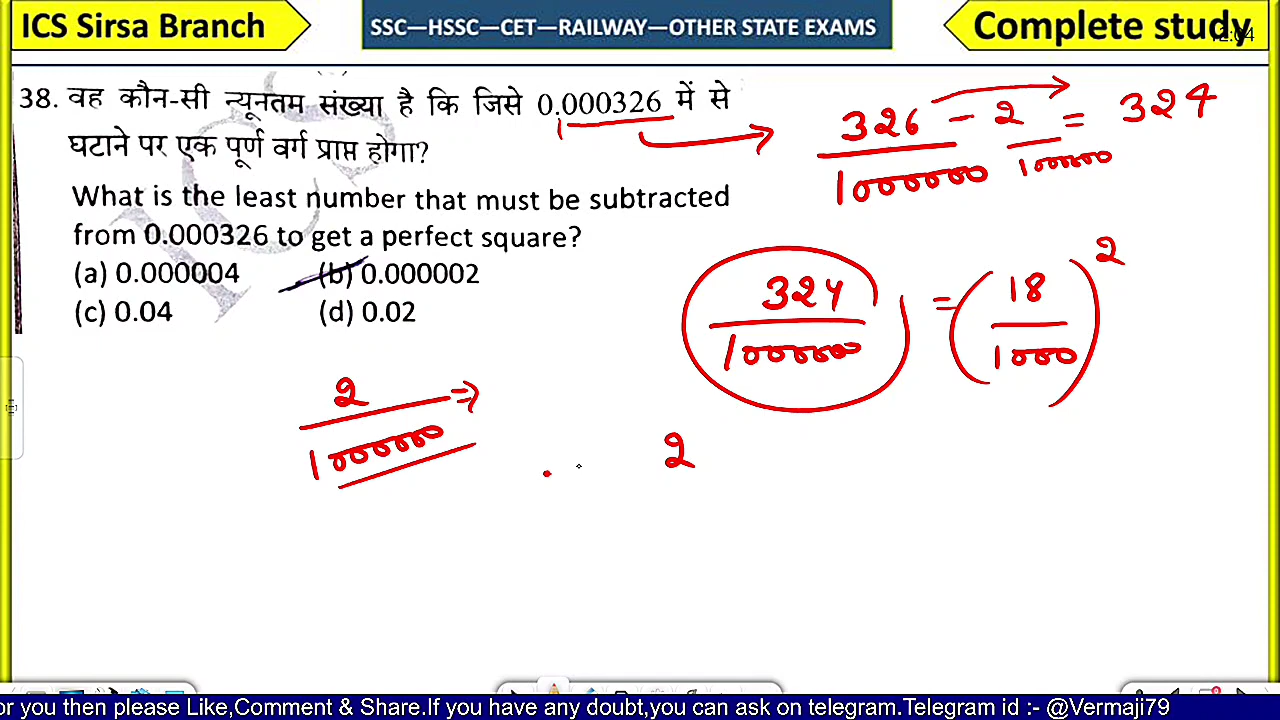 ICS Sirsa Branch
SSC—HSSC—CET—RAILWAY—OTHER STATE EXAMS
Complete study
12:04
38. वह कौन-सी न्यूनतम संख्या है कि जिसे 0.000326 में से
घटाने पर एक पूर्ण वर्ग प्राप्त होगा?
What is the least number that must be subtracted
from 0.000326 to get a perfect square?
(a) 0.000004 (b) 0.000002
(c) 0.04 (d) 0.02
326 - 2 = 324
1000000 1000000
324 = (18)2
1000000 1000
2 ⇒
1000000
. 2
or you then please Like,Comment & Share.If you have any doubt,you can ask on telegram.Telegram id :- @Vermaji79